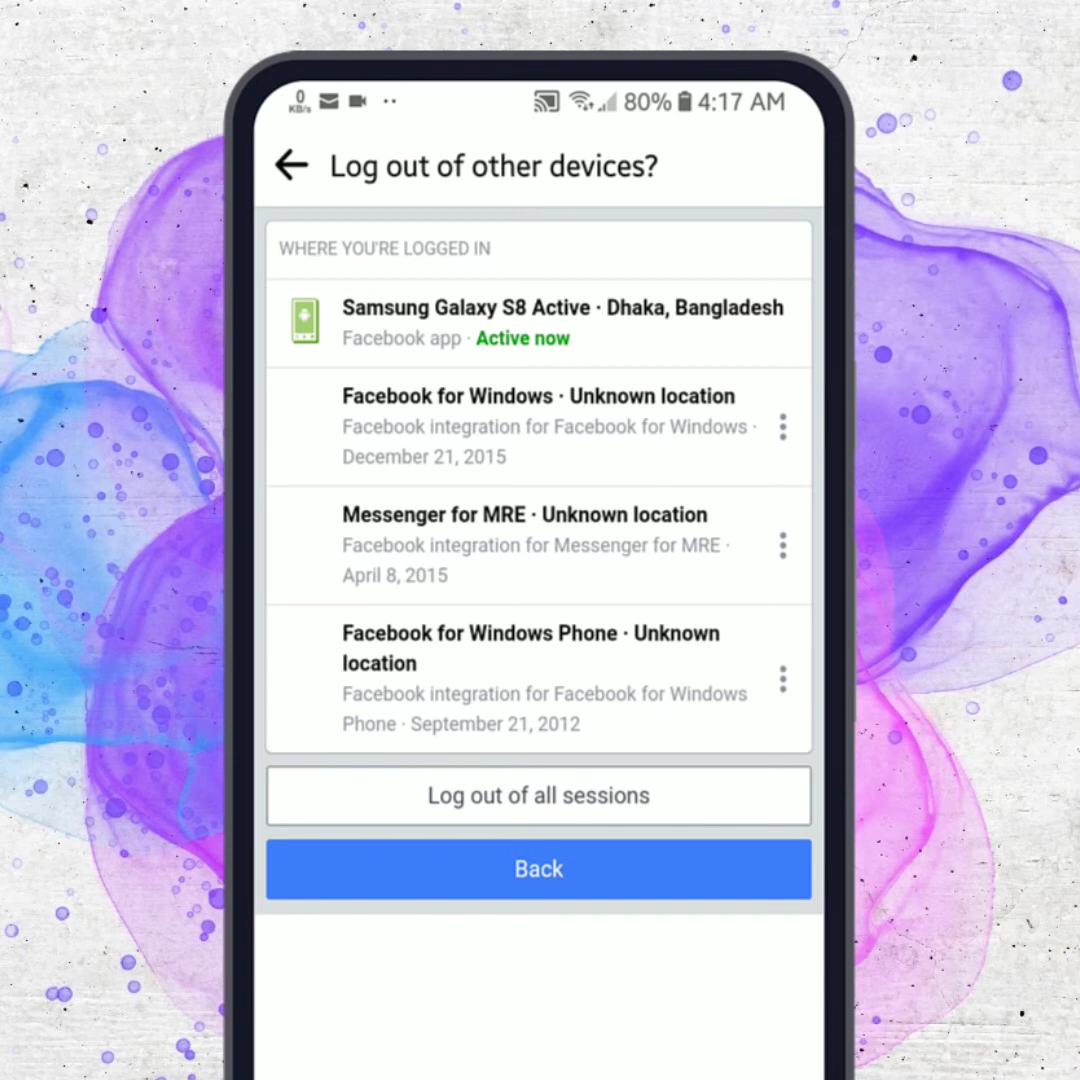 0
KB/s
80% 4:17 AM
Log out of other devices?
WHERE YOU'RE LOGGED IN
Samsung Galaxy S8 Active · Dhaka, Bangladesh
Facebook app · Active now
Facebook for Windows · Unknown location
Facebook integration for Facebook for Windows ·
December 21, 2015
Messenger for MRE · Unknown location
Facebook integration for Messenger for MRE ·
April 8, 2015
Facebook for Windows Phone · Unknown
location
Facebook integration for Facebook for Windows
Phone · September 21, 2012
Log out of all sessions
Back